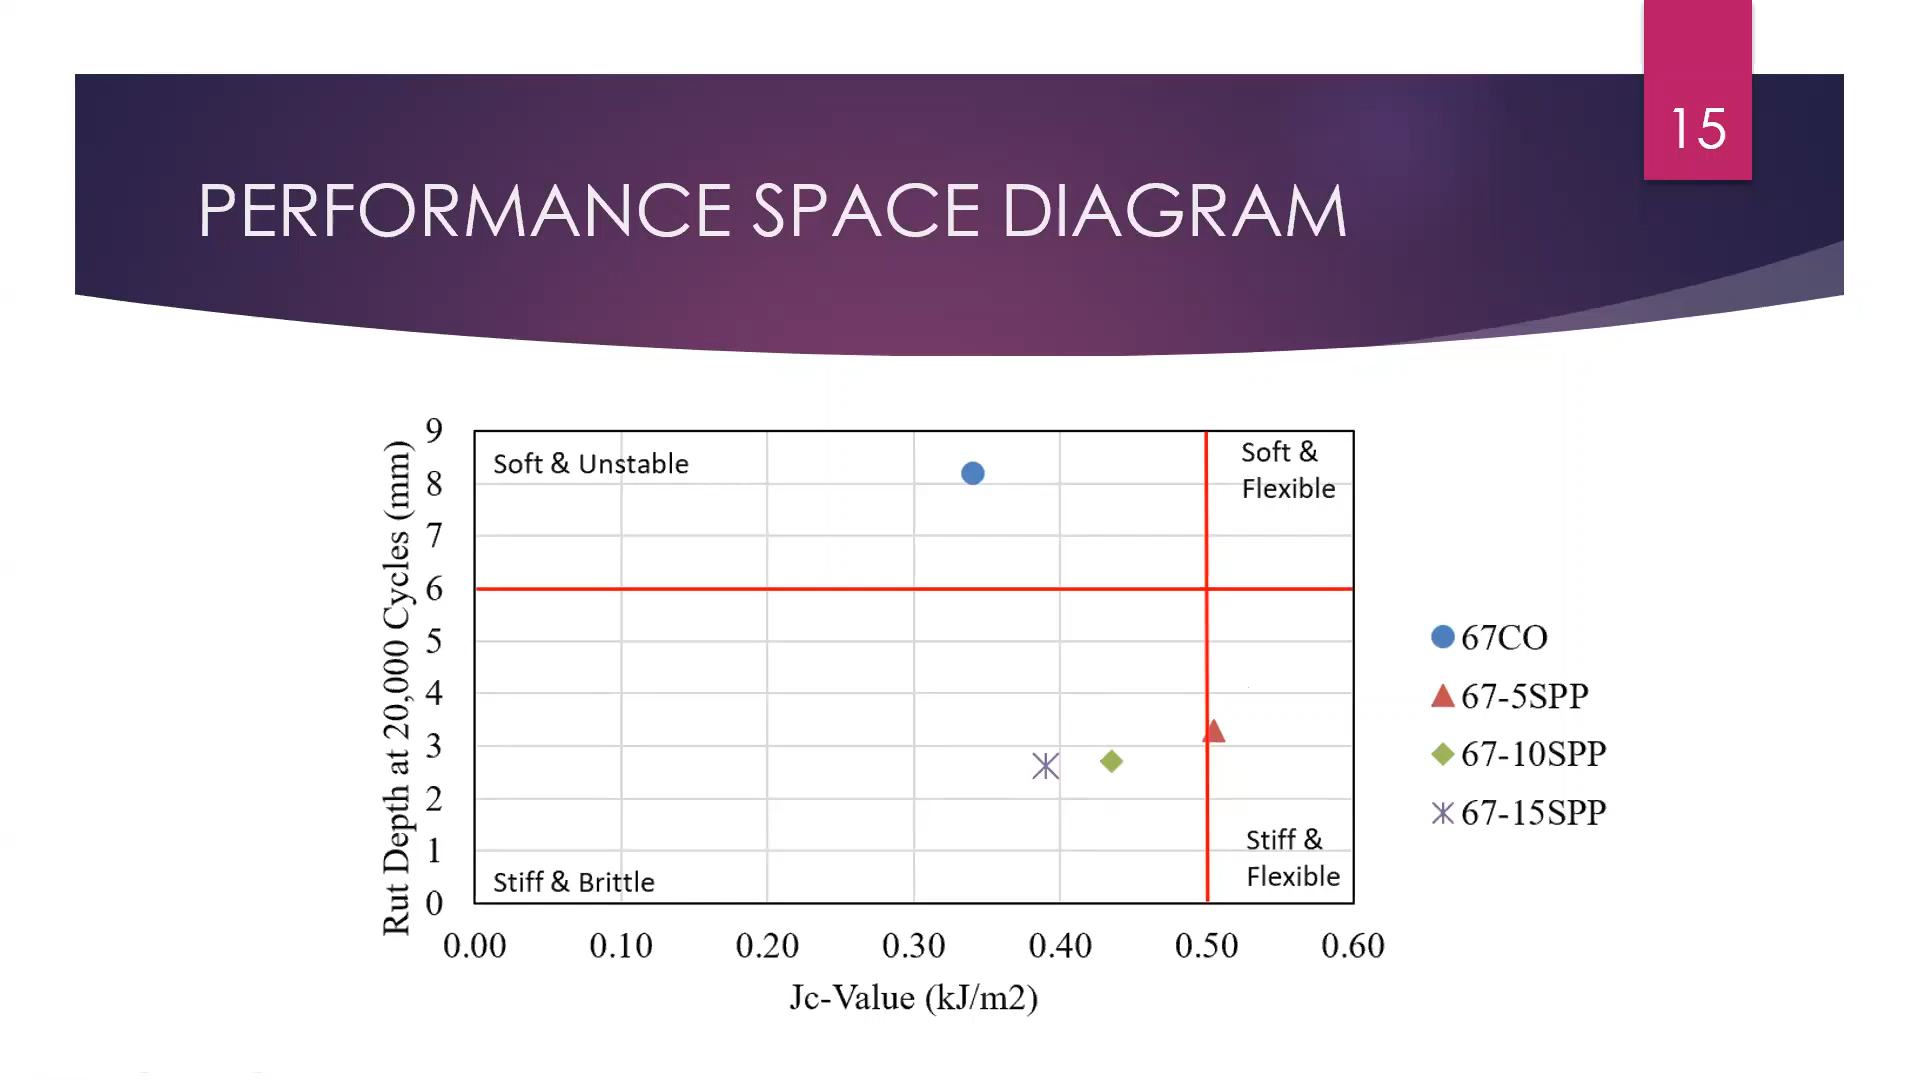 15
PERFORMANCE SPACE DIAGRAM
Rut Depth at 20,000 Cycles (mm)
9
8
7
6
5
4
3
2
1
0
Soft & Unstable
Soft &
Flexible
Stiff & Brittle
Stiff &
Flexible
0.00 0.10 0.20 0.30 0.40 0.50 0.60
Jc-Value (kJ/m2)
67CO
67-5SPP
67-10SPP
67-15SPP